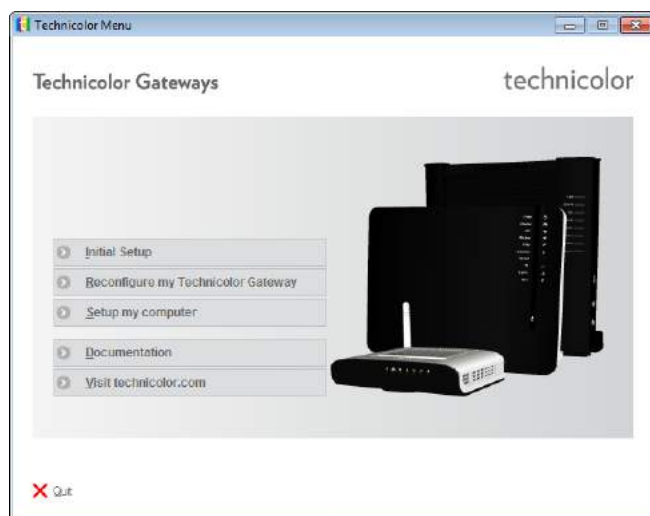 Technicolor Menu
Technicolor Gateways
technicolor
Initial Setup
Reconfigure my Technicolor Gateway
Setup my computer
Documentation
Visit technicolor.com
Quit